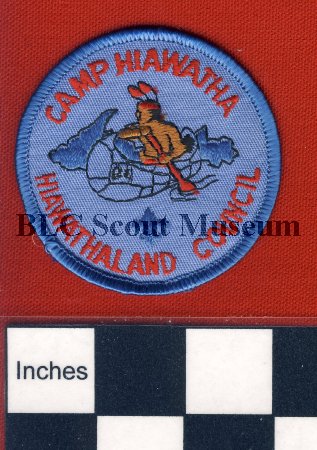 CAMP HIAWATHA
HIAWATHALAND COUNCIL
BLC Scout Museum
Inches